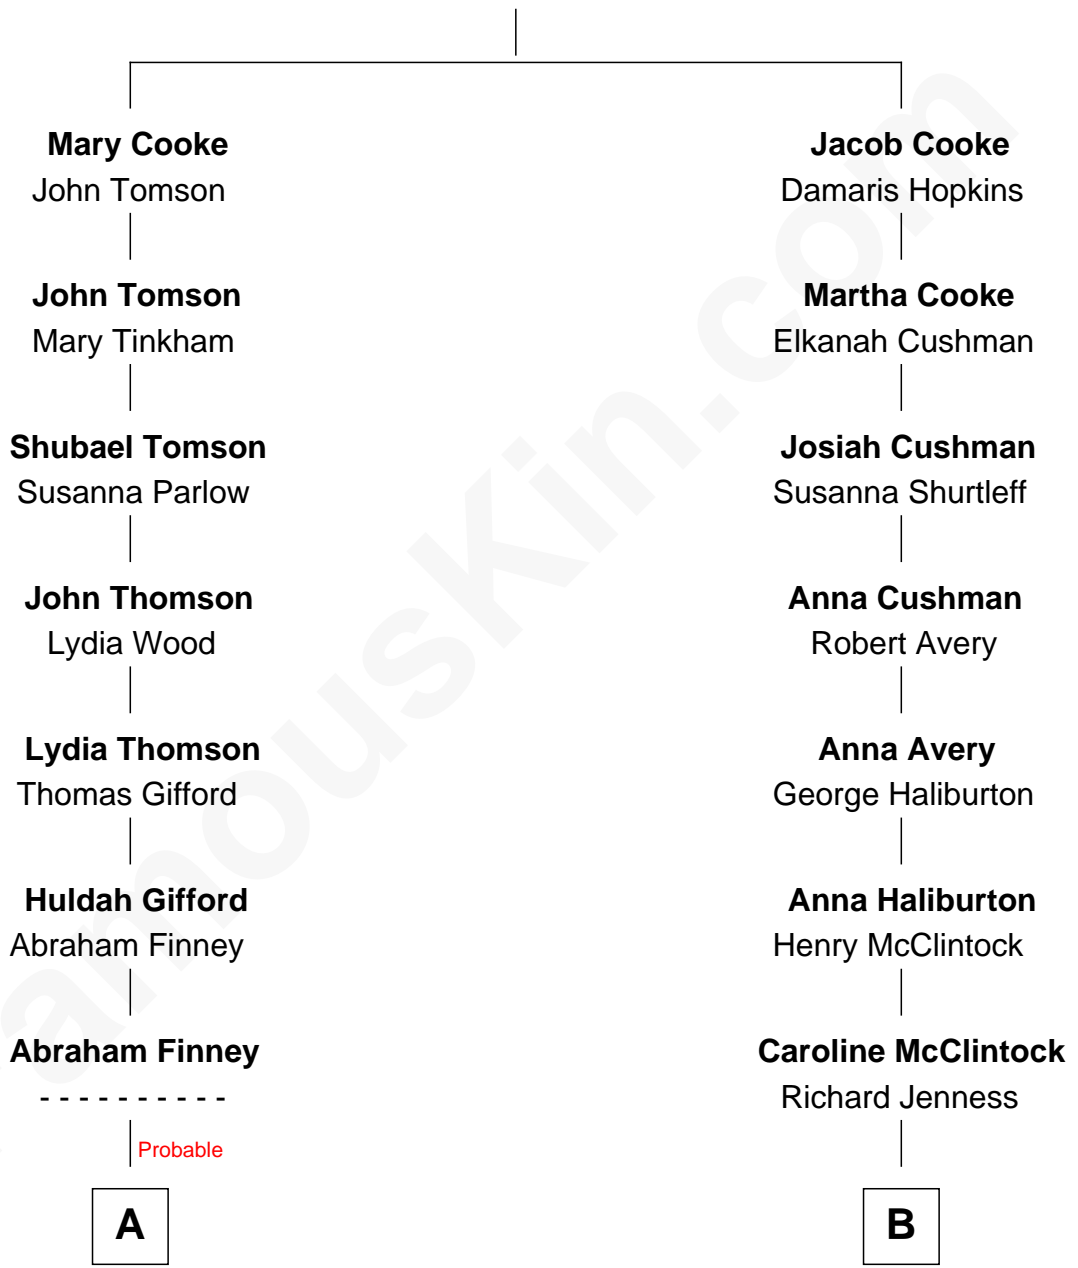 Mary Cooke
John Tomson
John Tomson
Mary Tinkham
Shubael Tomson
Susanna Parlow
John Thomson
Lydia Wood
Lydia Thomson
Thomas Gifford
Huldah Gifford
Abraham Finney
Abraham Finney
- - - - - - - - - -
Probable
A
Jacob Cooke
Damaris Hopkins
Martha Cooke
Elkanah Cushman
Josiah Cushman
Susanna Shurtleff
Anna Cushman
Robert Avery
Anna Avery
George Haliburton
Anna Haliburton
Henry McClintock
Caroline McClintock
Richard Jenness
B
amouskin.com